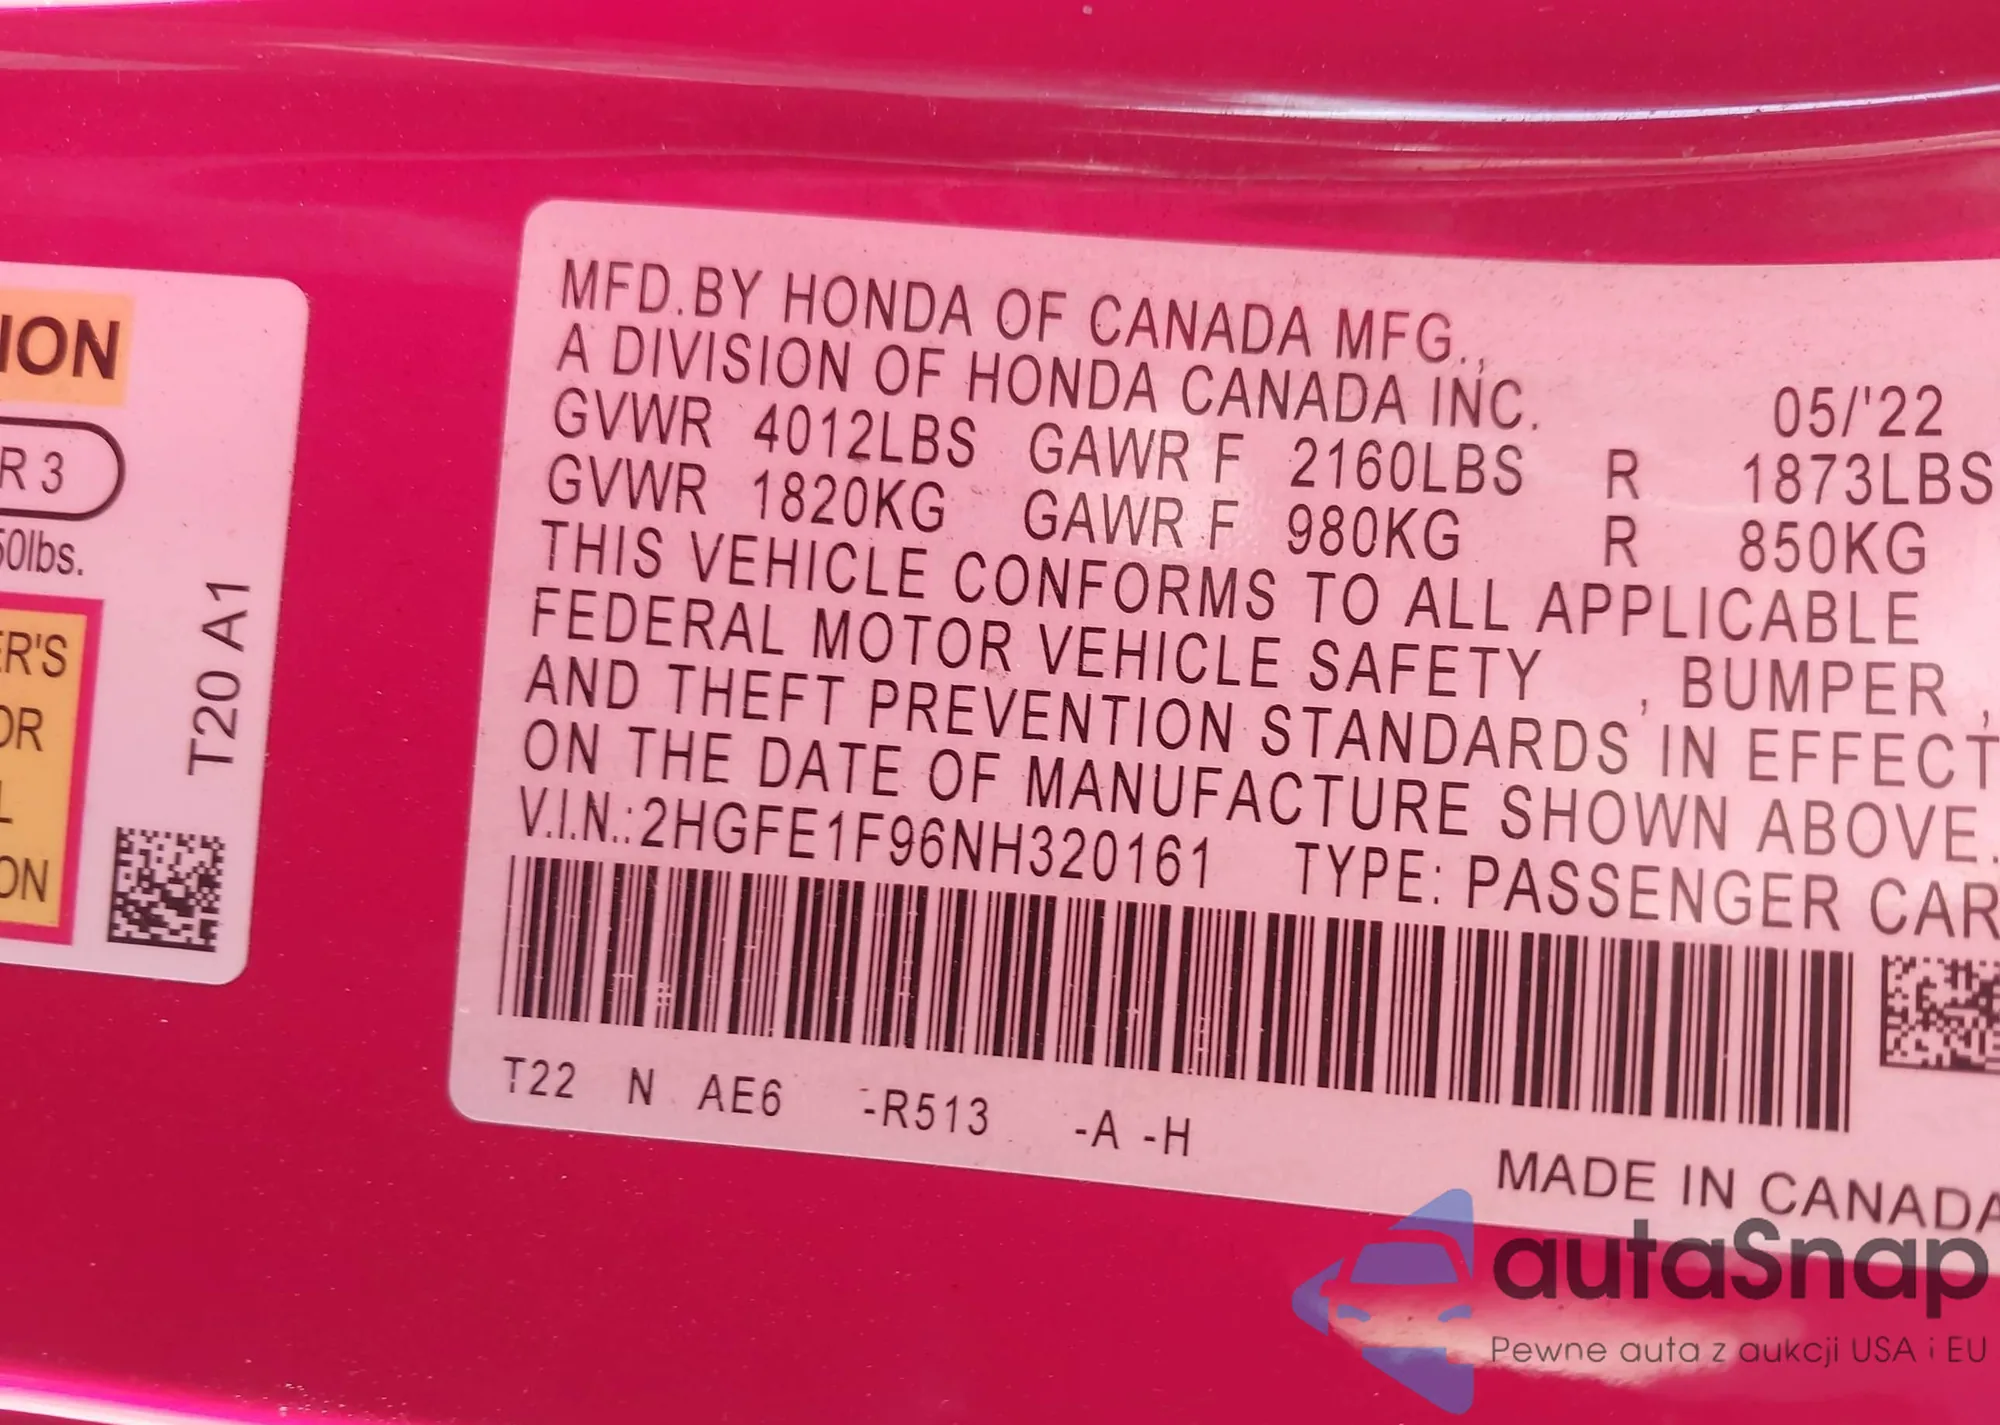 ION
R 3
50lbs.
ER'S
OR
L
ON
T20 A1
MFD.BY HONDA OF CANADA MFG.,
A DIVISION OF HONDA CANADA INC. 05/'22
GVWR 4012LBS GAWR F 2160LBS R 1873LBS
GVWR 1820KG GAWR F 980KG R 850KG
THIS VEHICLE CONFORMS TO ALL APPLICABLE
FEDERAL MOTOR VEHICLE SAFETY , BUMPER ,
AND THEFT PREVENTION STANDARDS IN EFFECT
ON THE DATE OF MANUFACTURE SHOWN ABOVE.
V.I.N.:2HGFE1F96NH320161 TYPE: PASSENGER CAR
T22 N AE6 -R513 -A -H
MADE IN CANADA
autaSnap
Pewne auta z aukcji USA i EU